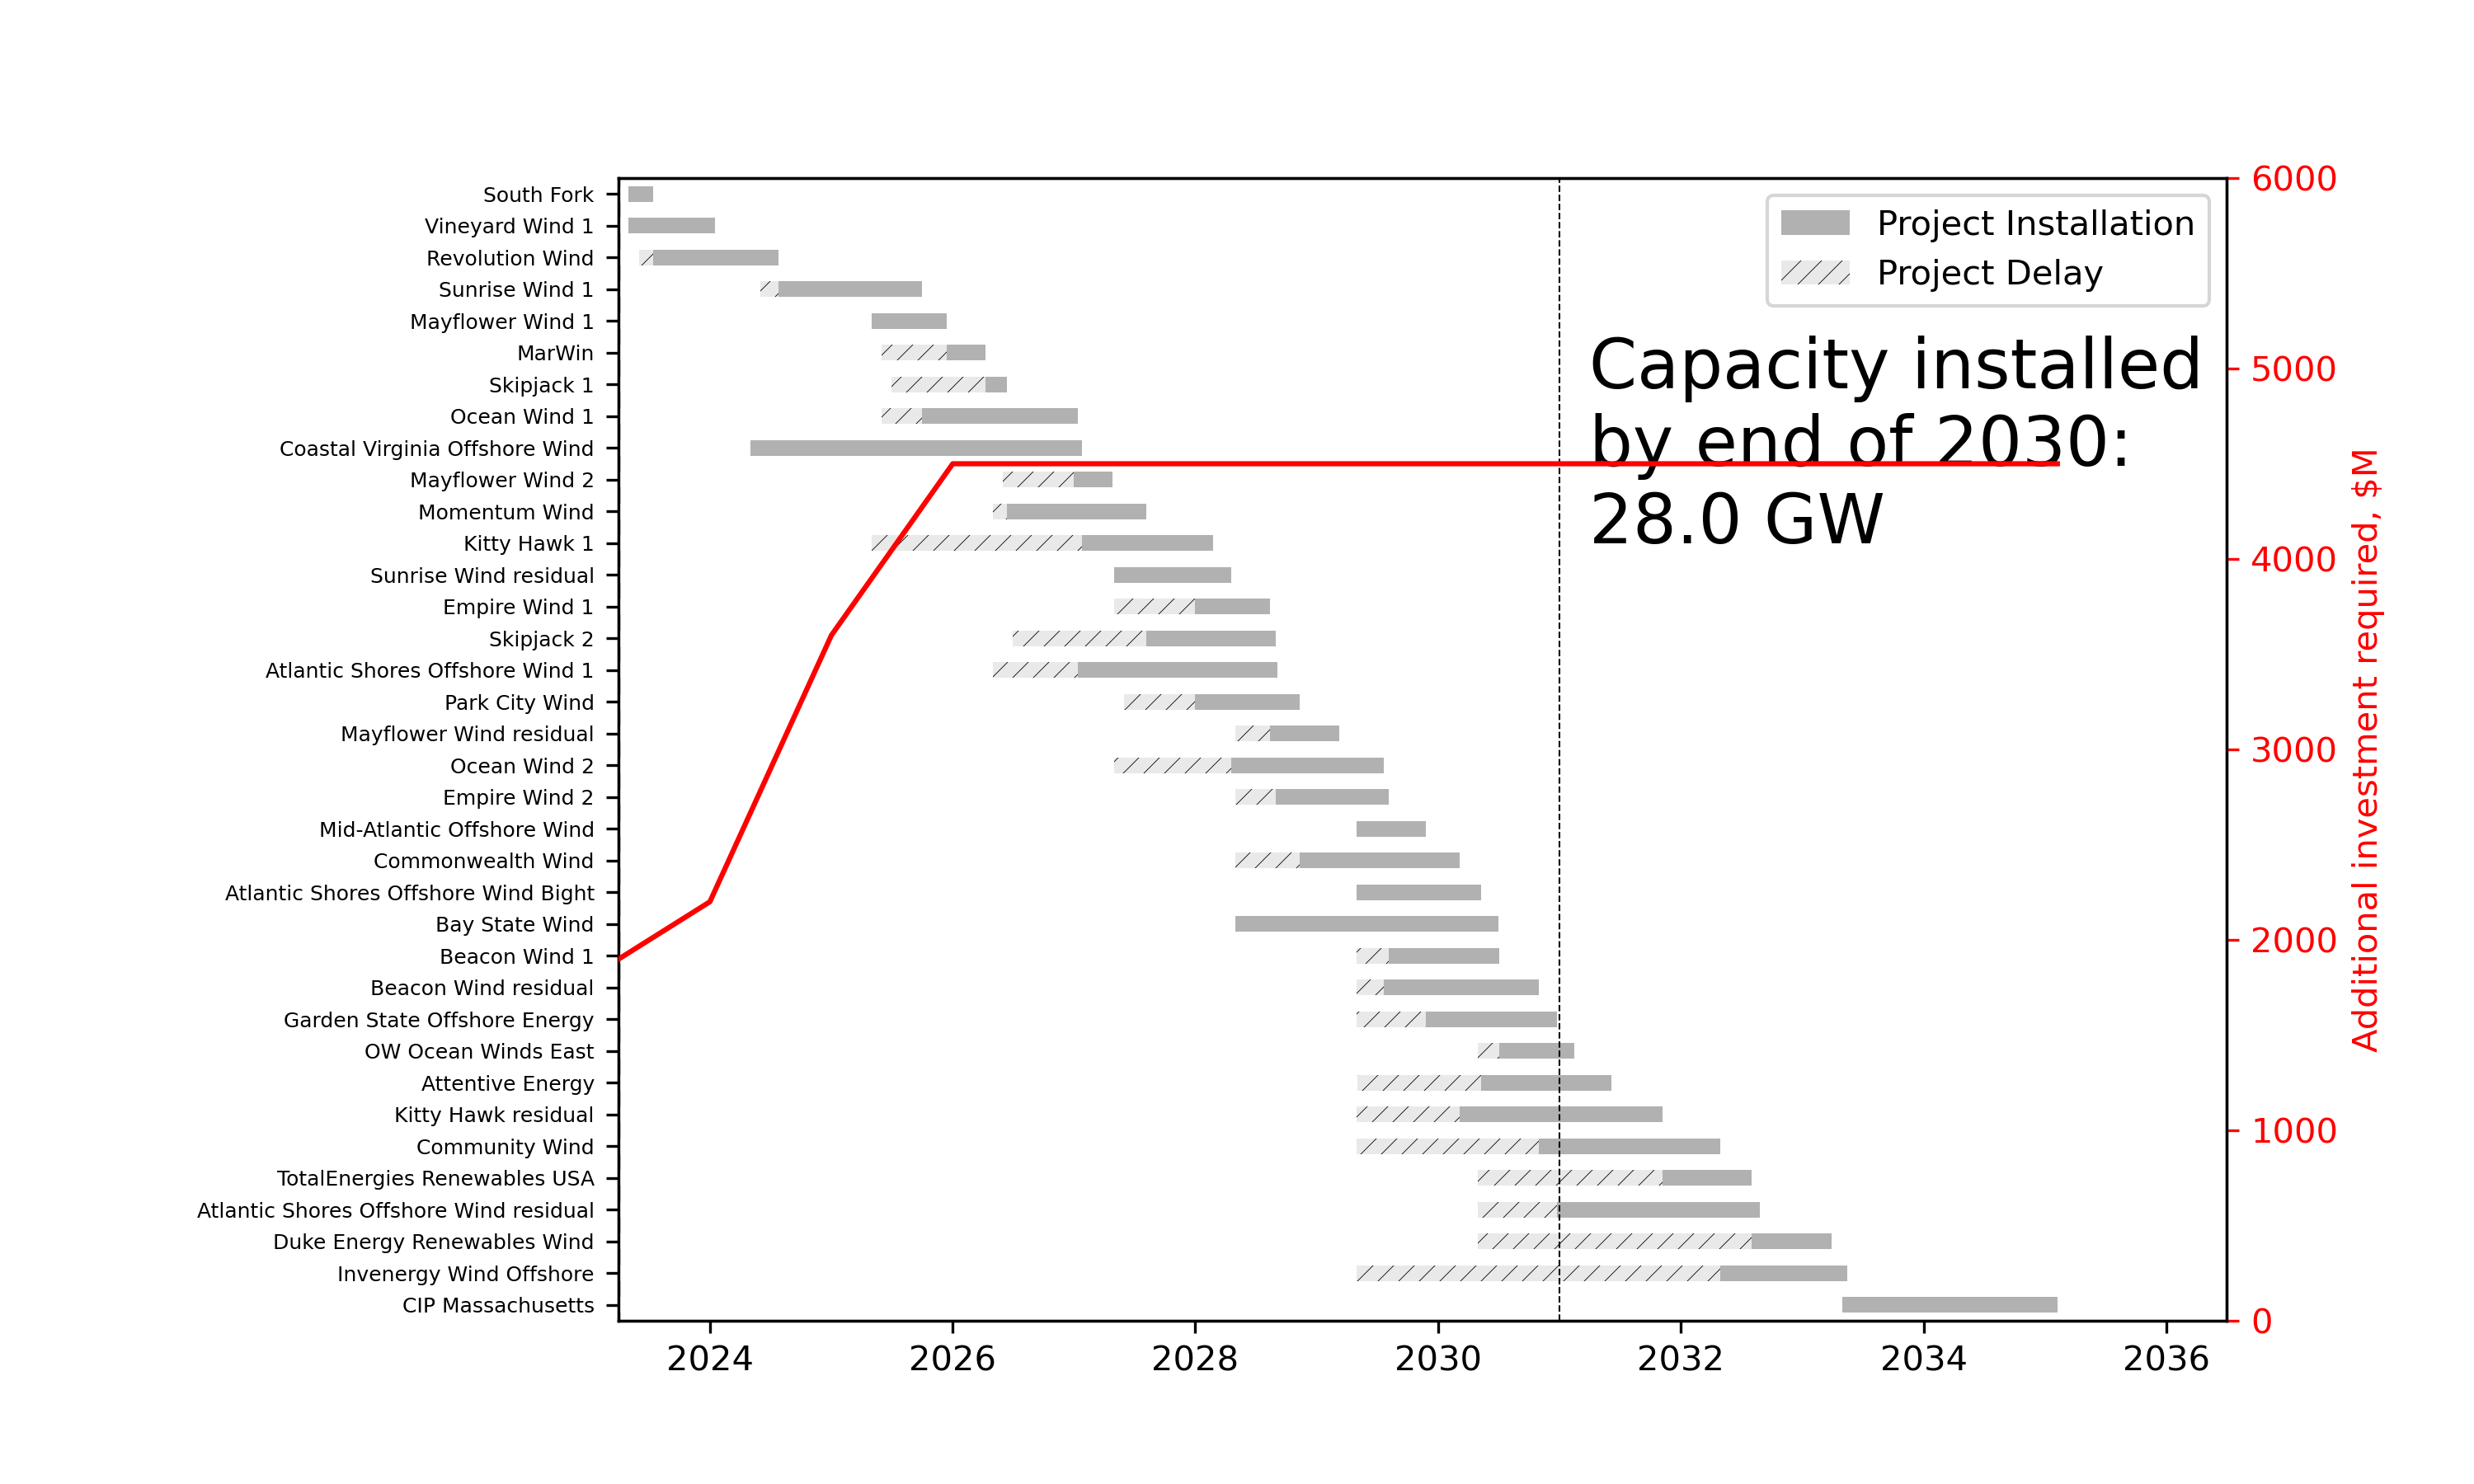 South Fork
Vineyard Wind 1
Revolution Wind
Sunrise Wind 1
Mayflower Wind 1
MarWin
Skipjack 1
Ocean Wind 1
Coastal Virginia Offshore Wind
Mayflower Wind 2
Momentum Wind
Kitty Hawk 1
Sunrise Wind residual
Empire Wind 1
Skipjack 2
Atlantic Shores Offshore Wind 1
Park City Wind
Mayflower Wind residual
Ocean Wind 2
Empire Wind 2
Mid-Atlantic Offshore Wind
Commonwealth Wind
Atlantic Shores Offshore Wind Bight
Bay State Wind
Beacon Wind 1
Beacon Wind residual
Garden State Offshore Energy
OW Ocean Winds East
Attentive Energy
Kitty Hawk residual
Community Wind
TotalEnergies Renewables USA
Atlantic Shores Offshore Wind residual
Duke Energy Renewables Wind
Invenergy Wind Offshore
CIP Massachusetts
2024 2026 2028 2030 2032 2034 2036
Project Installation
Project Delay
Capacity installed
by end of 2030:
28.0 GW
6000
5000
4000
3000
2000
1000
0
Additional investment required, $M